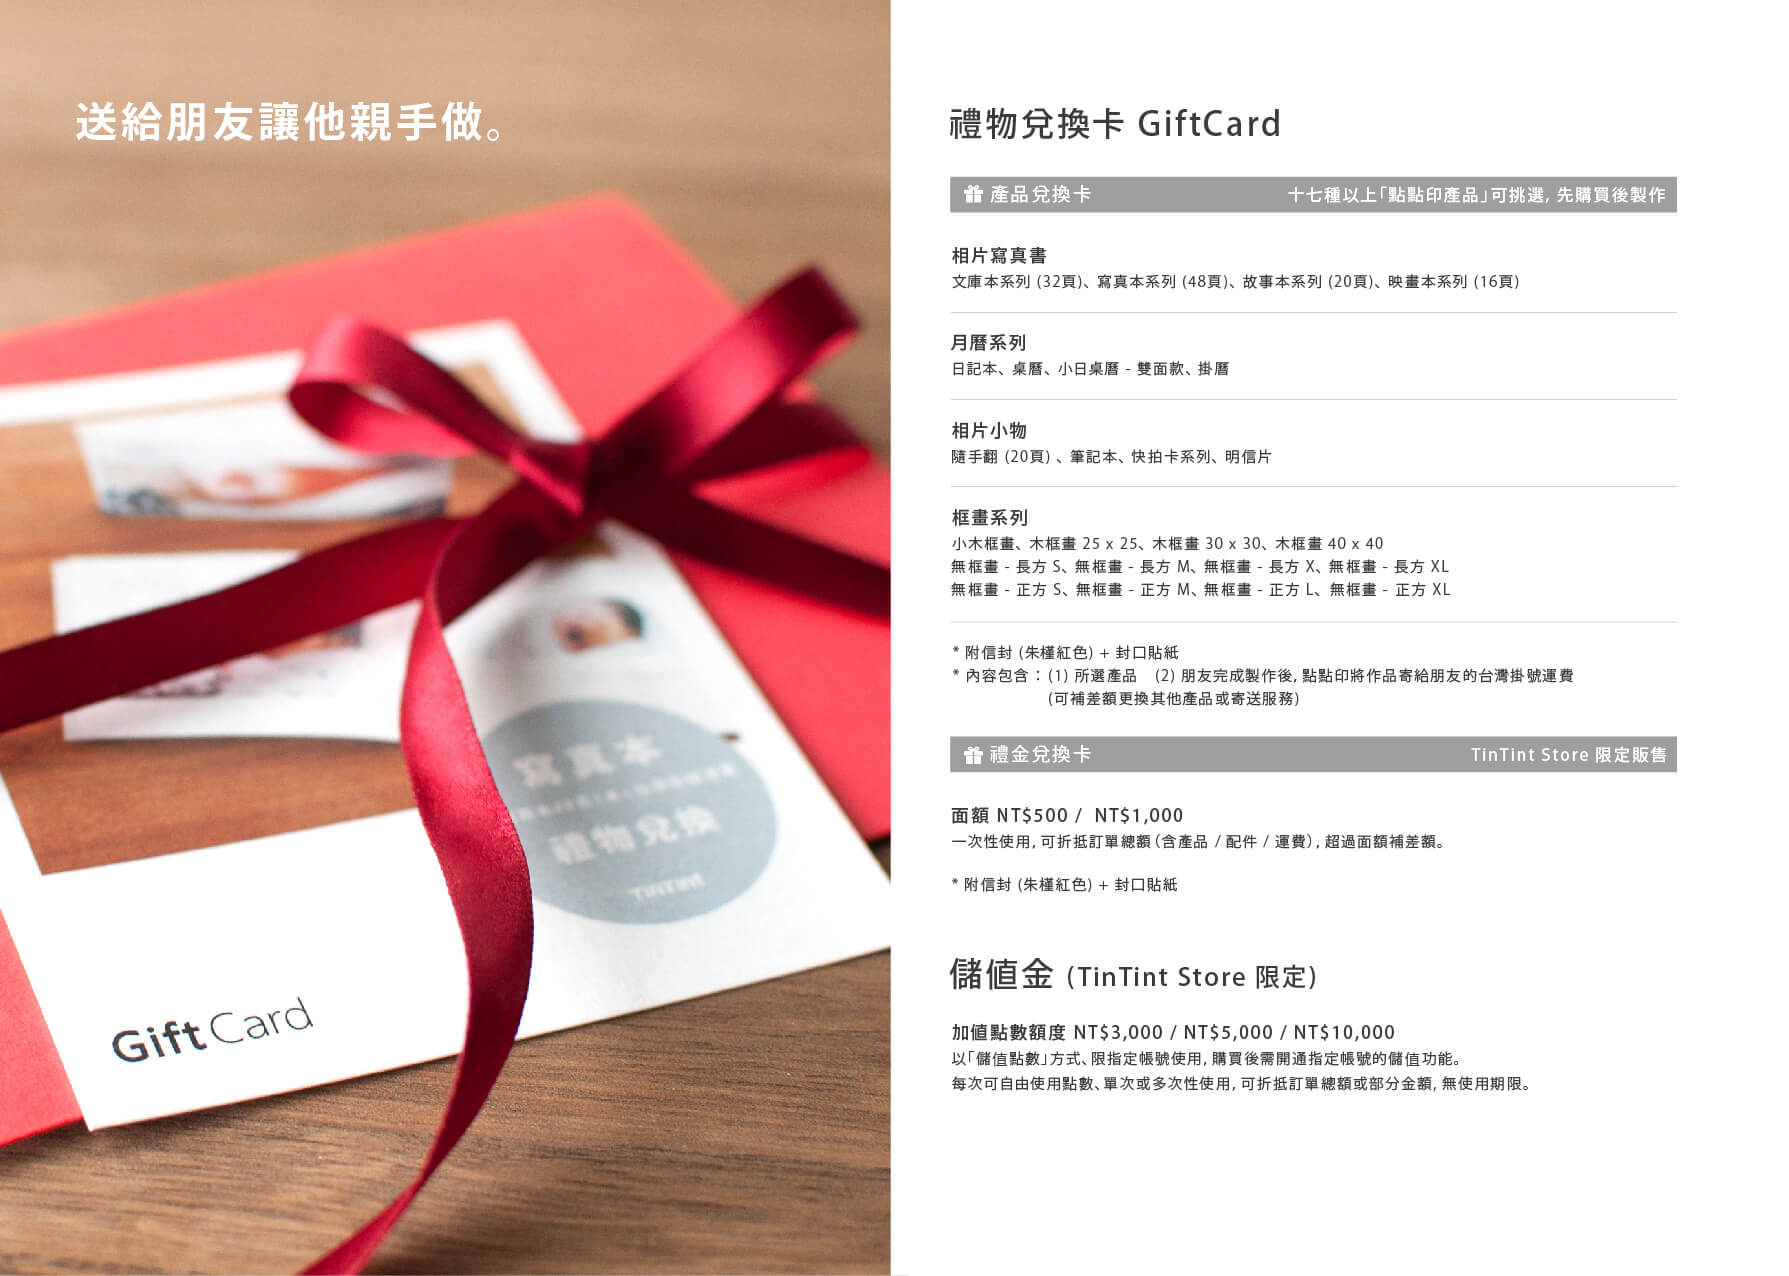 送給朋友讓他親手做。
寫真本
禮物兌換
TinTint
GiftCard
禮物兌換卡 GiftCard
產品兌換卡 十七種以上「點點印產品」可挑選, 先購買後製作
相片寫真書
文庫本系列 (32頁)、寫真本系列 (48頁)、故事本系列 (20頁)、映畫本系列 (16頁)
月曆系列
日記本、桌曆、小日桌曆 - 雙面款、掛曆
相片小物
隨手翻 (20頁) 、筆記本、快拍卡系列、明信片
框畫系列
小木框畫、木框畫 25 x 25、木框畫 30 x 30、木框畫 40 x 40
無框畫 - 長方 S、無框畫 - 長方 M、無框畫 - 長方 X、無框畫 - 長方 XL
無框畫 - 正方 S、無框畫 - 正方 M、無框畫 - 正方 L、無框畫 - 正方 XL
* 附信封 (朱槿紅色) + 封口貼紙
* 內容包含：(1) 所選產品 (2) 朋友完成製作後, 點點印將作品寄給朋友的台灣掛號運費
(可補差額更換其他產品或寄送服務)
禮金兌換卡 TinTint Store 限定販售
面額 NT$500 / NT$1,000
一次性使用, 可折抵訂單總額（含產品 / 配件 / 運費）, 超過面額補差額。
* 附信封 (朱槿紅色) + 封口貼紙
儲值金 (TinTint Store 限定)
加值點數額度 NT$3,000 / NT$5,000 / NT$10,000
以「儲值點數」方式、限指定帳號使用, 購買後需開通指定帳號的儲值功能。
每次可自由使用點數、單次或多次性使用, 可折抵訂單總額或部分金額, 無使用期限。